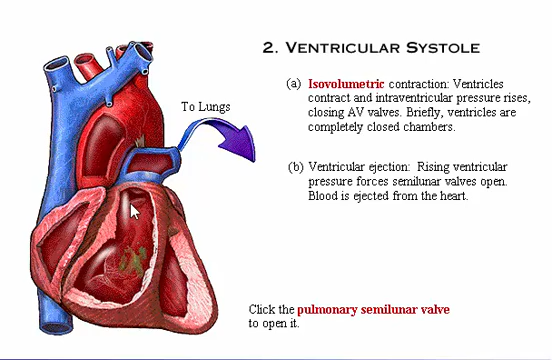 2. Ventricular Systole
(a) Isovolumetric contraction: Ventricles
contract and intraventricular pressure rises,
closing AV valves. Briefly, ventricles are
completely closed chambers.
To Lungs
(b) Ventricular ejection: Rising ventricular
pressure forces semilunar valves open.
Blood is ejected from the heart.
Click the pulmonary semilunar valve
to open it.